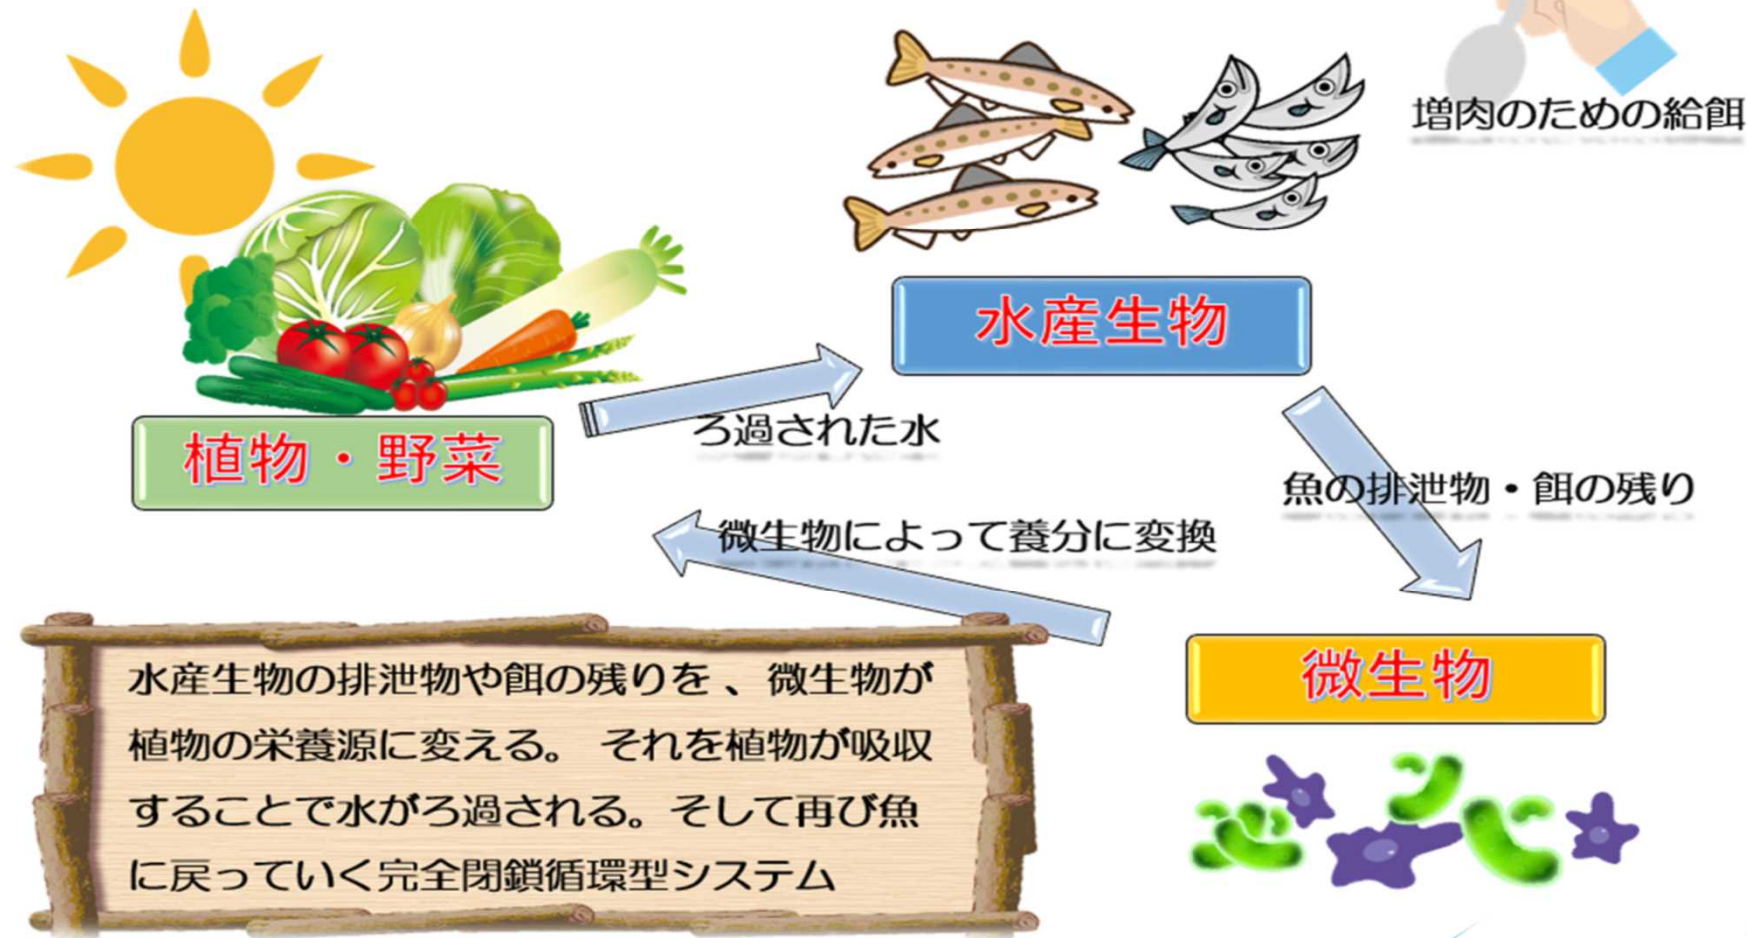 増肉のための給餌
水産生物
ろ過された水
植物・野菜
魚の排泄物・餌の残り
微生物によって養分に変換
微生物
水産生物の排泄物や餌の残りを、微生物が
植物の栄養源に変える。 それを植物が吸収
することで水がろ過される。そして再び魚
に戻っていく完全閉鎖循環型システム